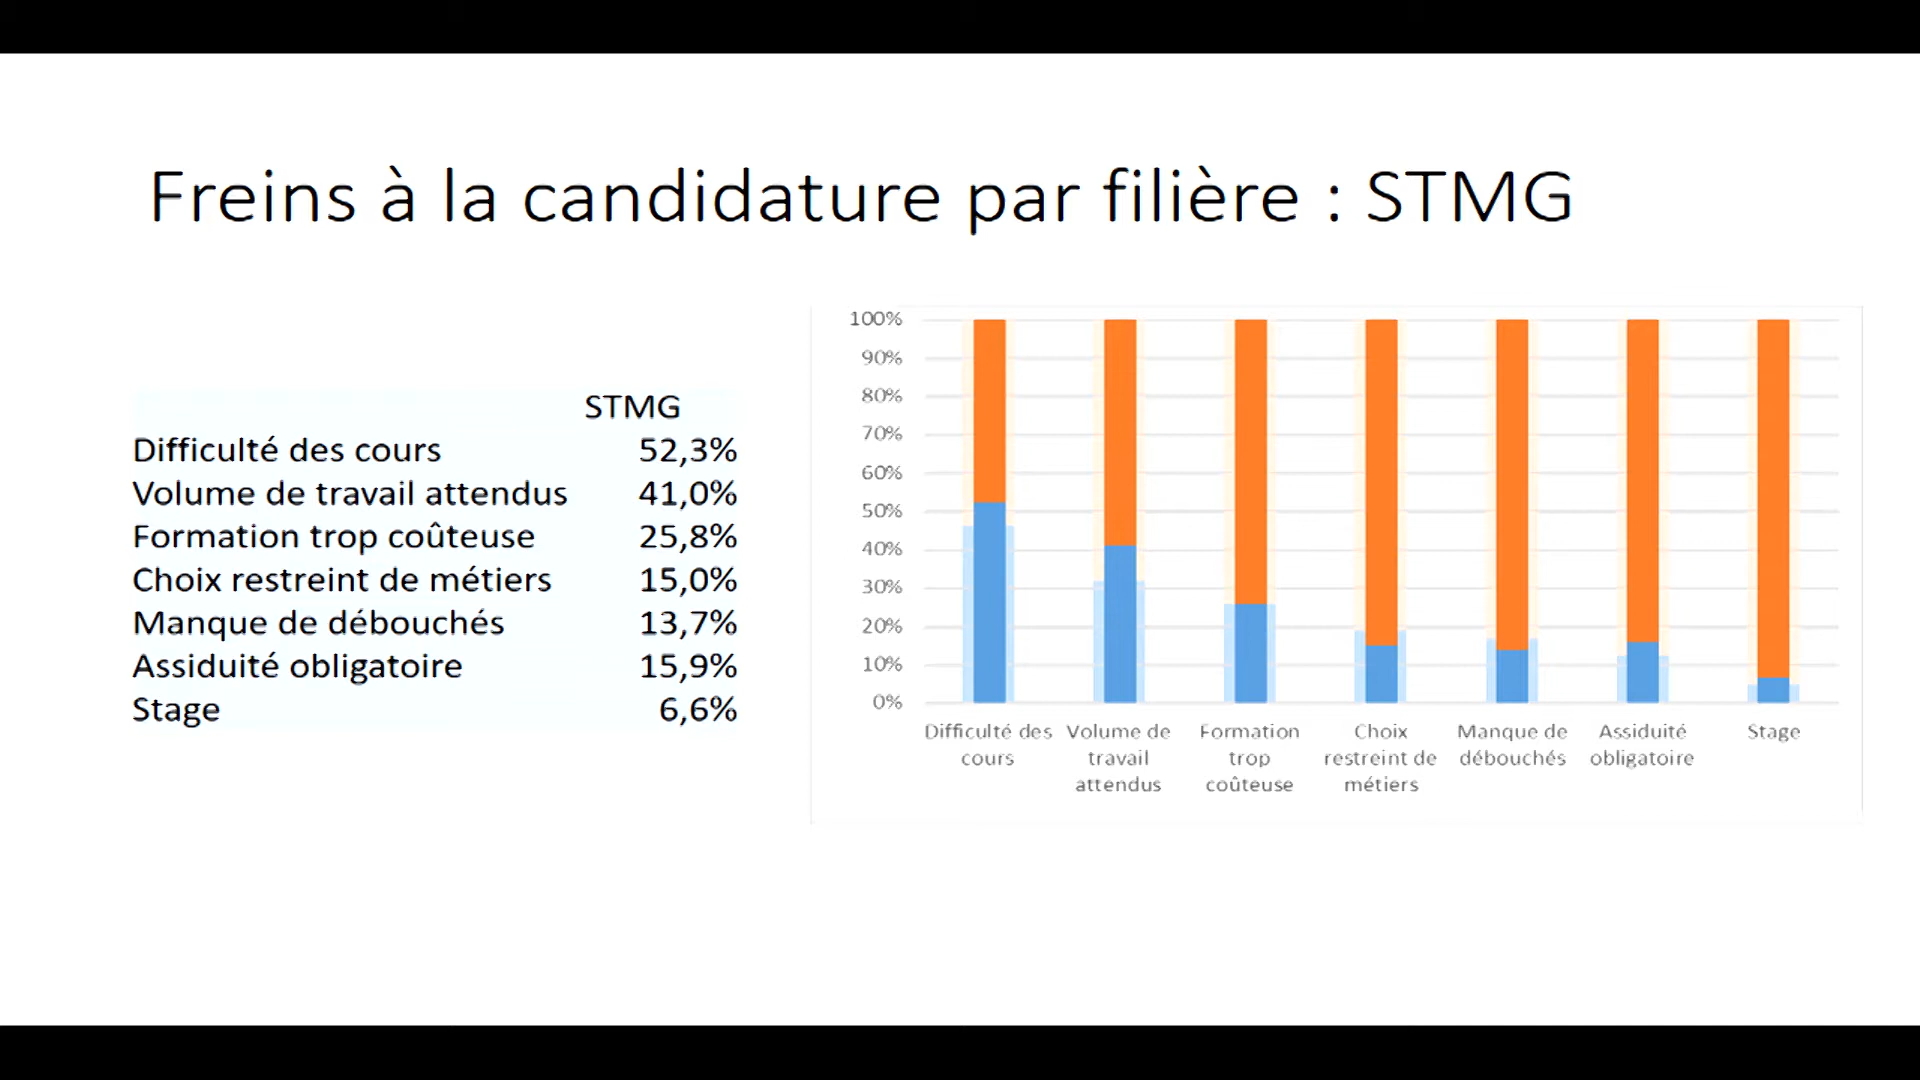 Freins à la candidature par filière : STMG
STMG
Difficulté des cours 52,3%
Volume de travail attendus 41,0%
Formation trop coûteuse 25,8%
Choix restreint de métiers 15,0%
Manque de débouchés 13,7%
Assiduité obligatoire 15,9%
Stage 6,6%
100%
90%
80%
70%
60%
50%
40%
30%
20%
10%
0%
Difficulté des
cours
Volume de
travail
attendus
Formation
trop
coûteuse
Choix
restreint de
métiers
Manque de
débouchés
Assiduité
obligatoire
Stage